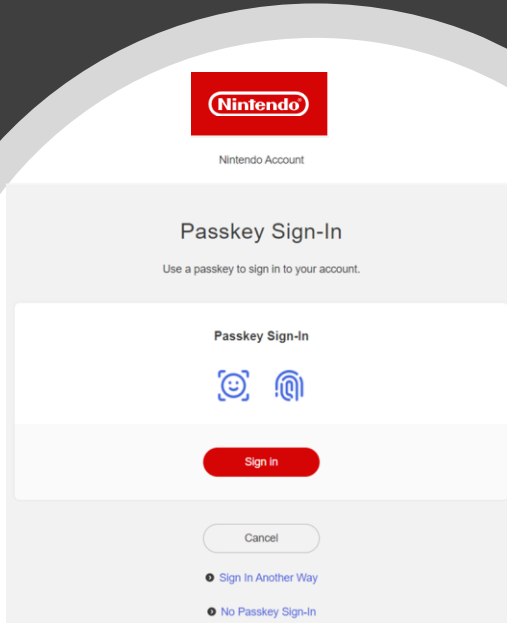 Nintendo
Nintendo Account
Passkey Sign-In
Use a passkey to sign in to your account.
Passkey Sign-In
Sign in
Cancel
Sign In Another Way
No Passkey Sign-In